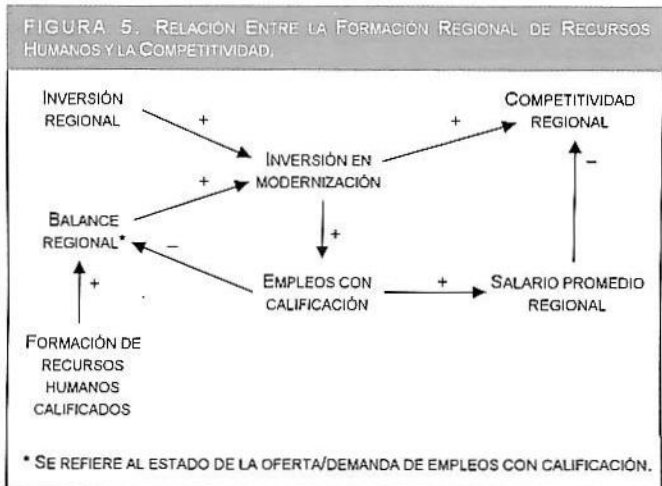 FIGURA 5. RELACIÓN ENTRE LA FORMACIÓN REGIONAL DE RECURSOS
HUMANOS Y LA COMPETITIVIDAD.
INVERSIÓN
REGIONAL
+
COMPETITIVIDAD
REGIONAL
+
INVERSIÓN EN
MODERNIZACIÓN
–
+
BALANCE
REGIONAL*
+
–
EMPLEOS CON
CALIFICACIÓN
+
SALARIO PROMEDIO
REGIONAL
+
FORMACIÓN DE
RECURSOS
HUMANOS
CALIFICADOS
* SE REFIERE AL ESTADO DE LA OFERTA/DEMANDA DE EMPLEOS CON CALIFICACIÓN.